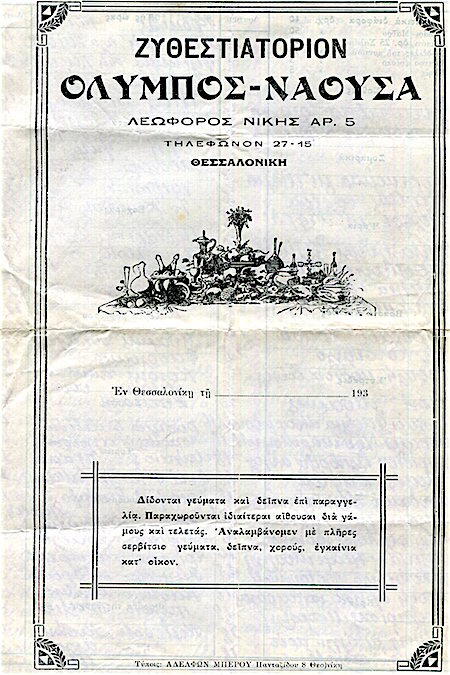 ΖΥΘΕΣΤΙΑΤΟΡΙΟΝ
ΟΛΥΜΠΟΣ-ΝΑΟΥΣΑ
ΛΕΩΦΟΡΟΣ ΝΙΚΗΣ ΑΡ. 5
ΤΗΛΕΦΩΝΟΝ 27-15
ΘΕΣΣΑΛΟΝΙΚΗ
Ἐν Θεσσαλονίκῃ τῇ 193
Δίδονται γεύματα καὶ δεῖπνα ἐπὶ παραγγε-
λίᾳ. Παραχωροῦνται ἰδιαίτεραι αἴθουσαι διὰ γά-
μους καὶ τελετάς. Ἀναλαμβάνομεν μὲ πλῆρες
σερβίτσιο γεύματα, δεῖπνα, χορούς, ἐγκαίνια
κατ' οἶκον.
Τύποις: ΑΔΕΛΦΩΝ ΜΠΕΡΟΥ Πανταζίδου 8 Θεσ)νίκη